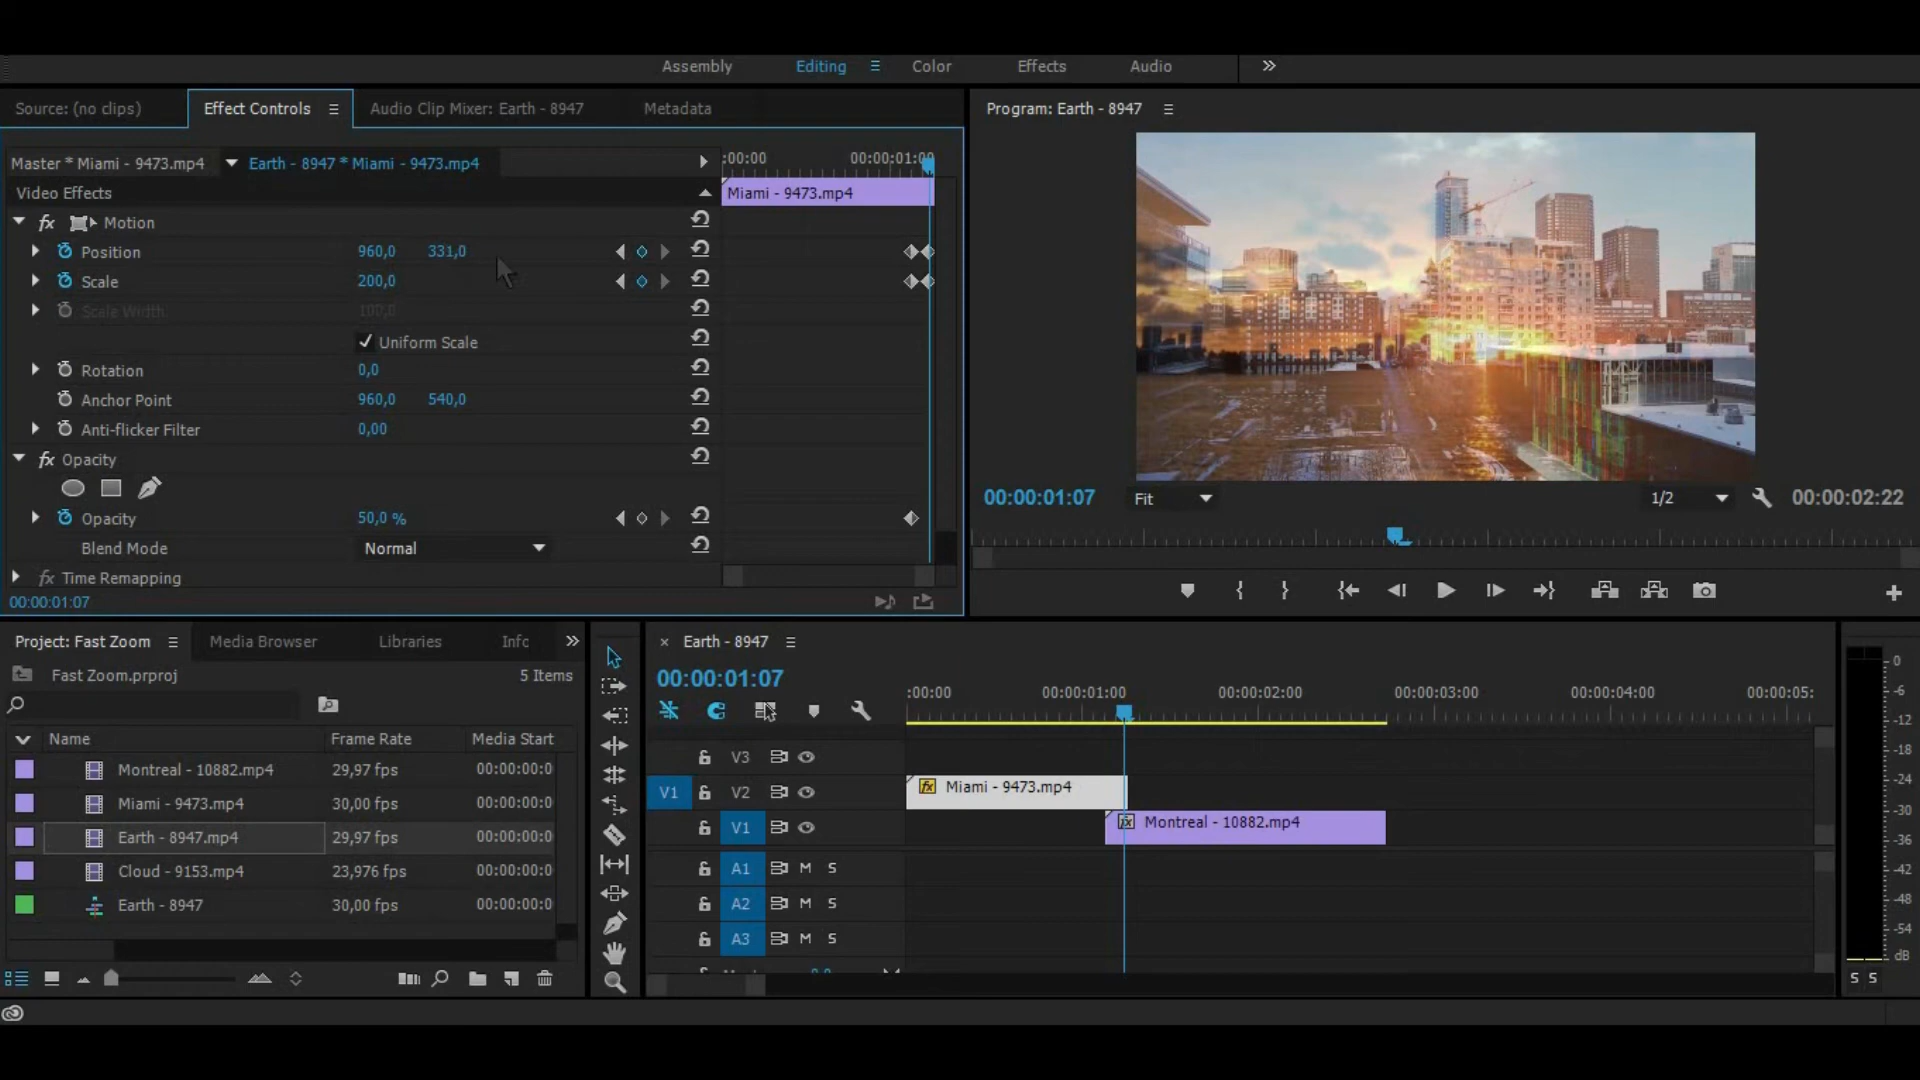 Assembly Editing Color Effects Audio
Source: (no clips) Effect Controls Audio Clip Mixer: Earth - 8947 Metadata
Program: Earth - 8947
Master * Miami - 9473.mp4 Earth - 8947 * Miami - 9473.mp4
:00:00 00:00:01:00
Video Effects
Miami - 9473.mp4
fx Motion
Position 960,0 331,0
Scale 200,0
Scale Width 100,0
Uniform Scale
Rotation 0,0
Anchor Point 960,0 540,0
Anti-flicker Filter 0,00
fx Opacity
Opacity 50,0 %
Blend Mode Normal
fx Time Remapping
00:00:01:07
00:00:01:07 Fit 1/2 00:00:02:22
Project: Fast Zoom Media Browser Libraries Info
Fast Zoom.prproj 5 Items
Name Frame Rate Media Start
Montreal - 10882.mp4 29,97 fps 00:00:00:0
Miami - 9473.mp4 30,00 fps 00:00:00:0
Earth - 8947.mp4 29,97 fps 00:00:00:0
Cloud - 9153.mp4 23,976 fps 00:00:00:0
Earth - 8947 30,00 fps 00:00:00:0
× Earth - 8947
00:00:01:07
:00:00 00:00:01:00 00:00:02:00 00:00:03:00 00:00:04:00 00:00:05:
V3
V1 V2 fx Miami - 9473.mp4
V1 fx Montreal - 10882.mp4
A1 M S
A2 M S
A3 M S
0
-6
-12
-18
-24
-30
-36
-42
-48
-54
dB
S S